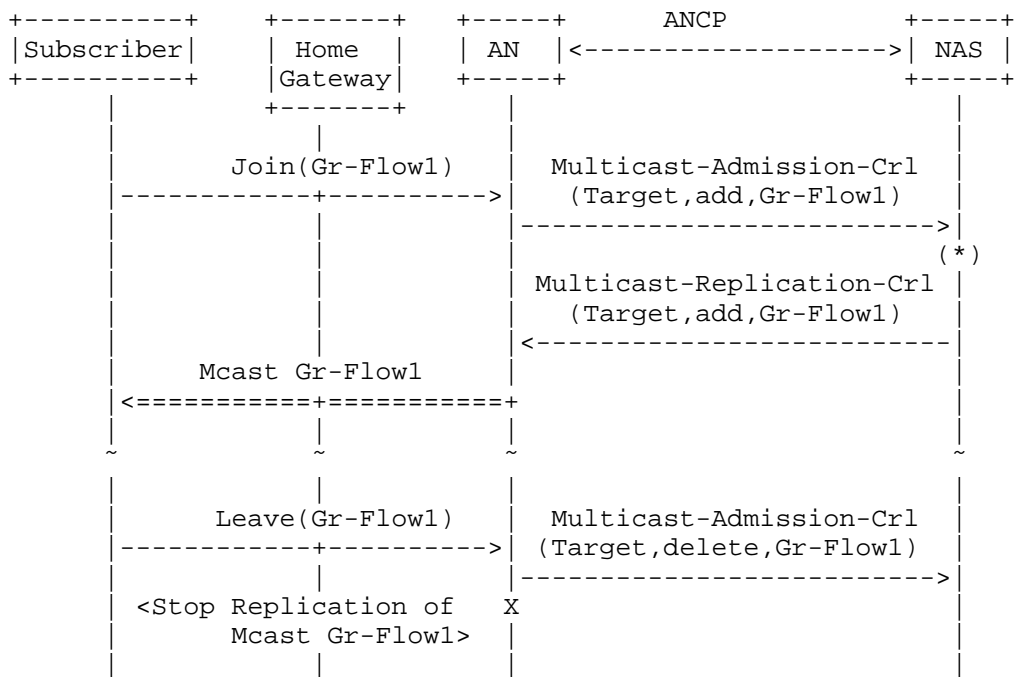 ANCP
Subscriber Home AN NAS
Gateway
Join(Gr-Flow1) Multicast-Admission-Crl
(Target,add,Gr-Flow1)
(*)
Multicast-Replication-Crl
(Target,add,Gr-Flow1)
Mcast Gr-Flow1
Leave(Gr-Flow1) Multicast-Admission-Crl
(Target,delete,Gr-Flow1)
<Stop Replication of X
Mcast Gr-Flow1>